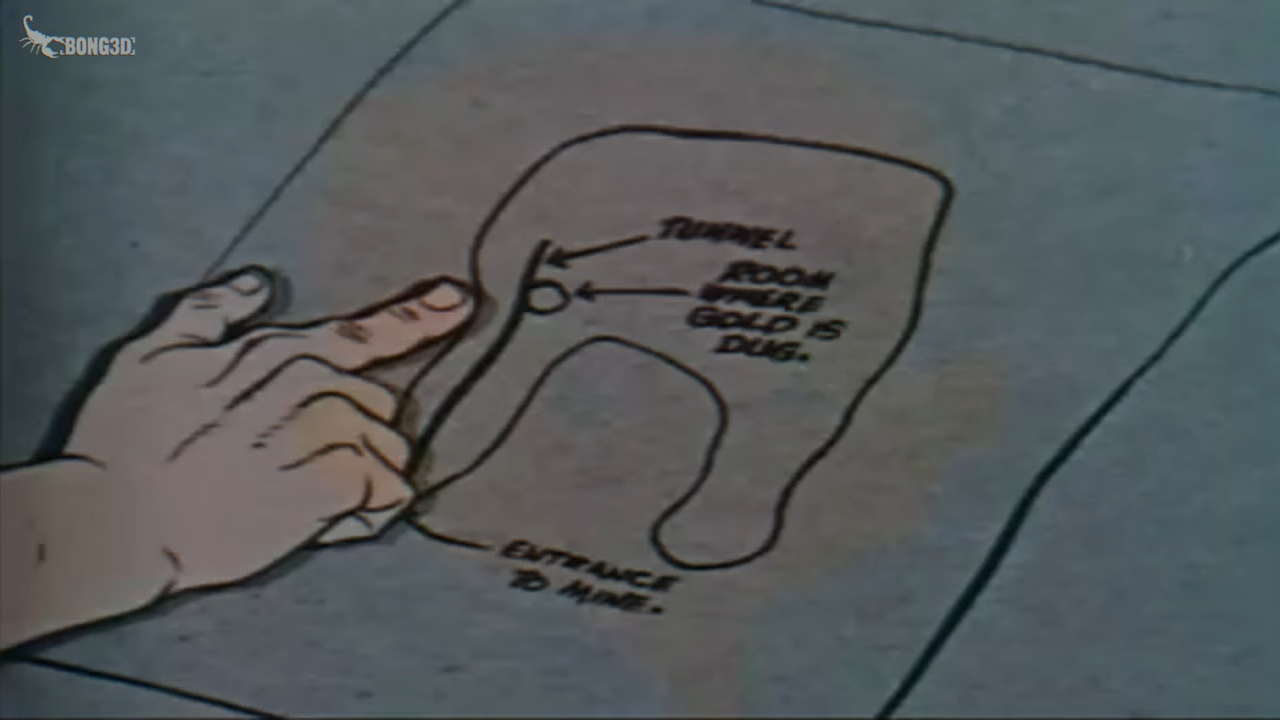 BONG3D
TUNNEL
ROOM
WHERE
GOLD IS
DUG.
ENTRANCE
TO MINE.